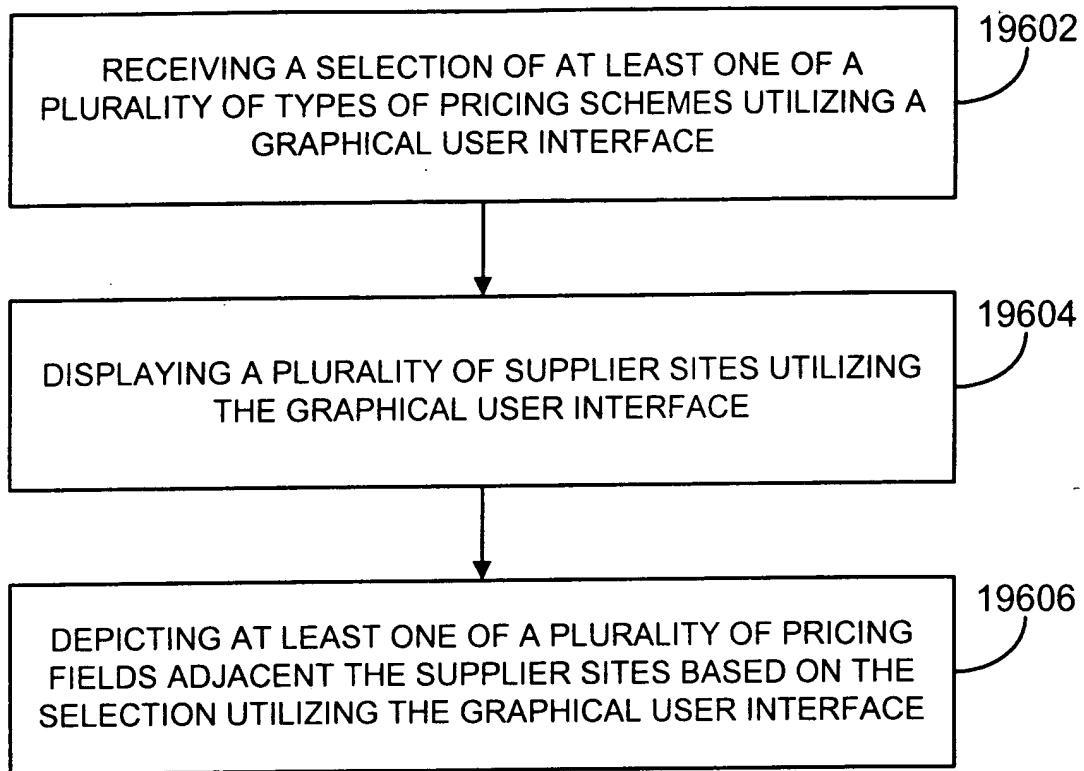 19602
RECEIVING A SELECTION OF AT LEAST ONE OF A
PLURALITY OF TYPES OF PRICING SCHEMES UTILIZING A
GRAPHICAL USER INTERFACE
19604
DISPLAYING A PLURALITY OF SUPPLIER SITES UTILIZING
THE GRAPHICAL USER INTERFACE
19606
DEPICTING AT LEAST ONE OF A PLURALITY OF PRICING
FIELDS ADJACENT THE SUPPLIER SITES BASED ON THE
SELECTION UTILIZING THE GRAPHICAL USER INTERFACE